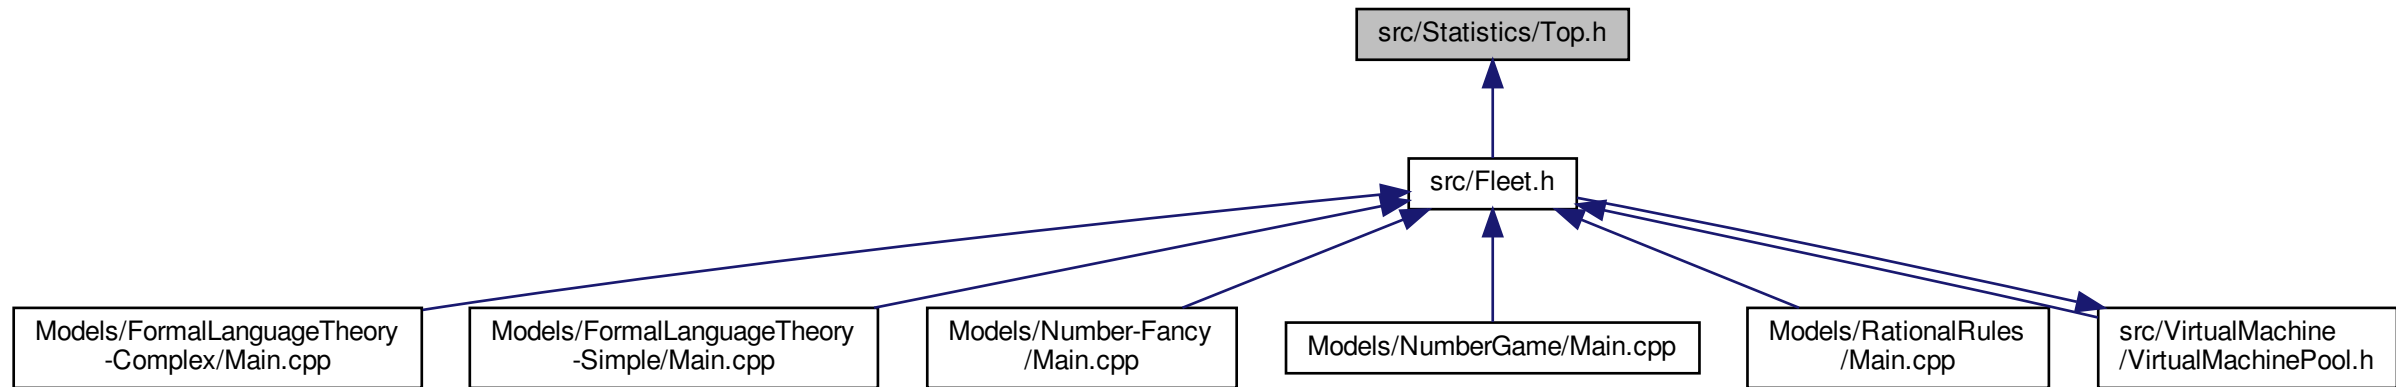 src/Statistics/Top.h
src/Fleet.h
Models/FormalLanguageTheory
-Complex/Main.cpp
Models/FormalLanguageTheory
-Simple/Main.cpp
Models/Number-Fancy
/Main.cpp
Models/NumberGame/Main.cpp
Models/RationalRules
/Main.cpp
src/VirtualMachine
/VirtualMachinePool.h